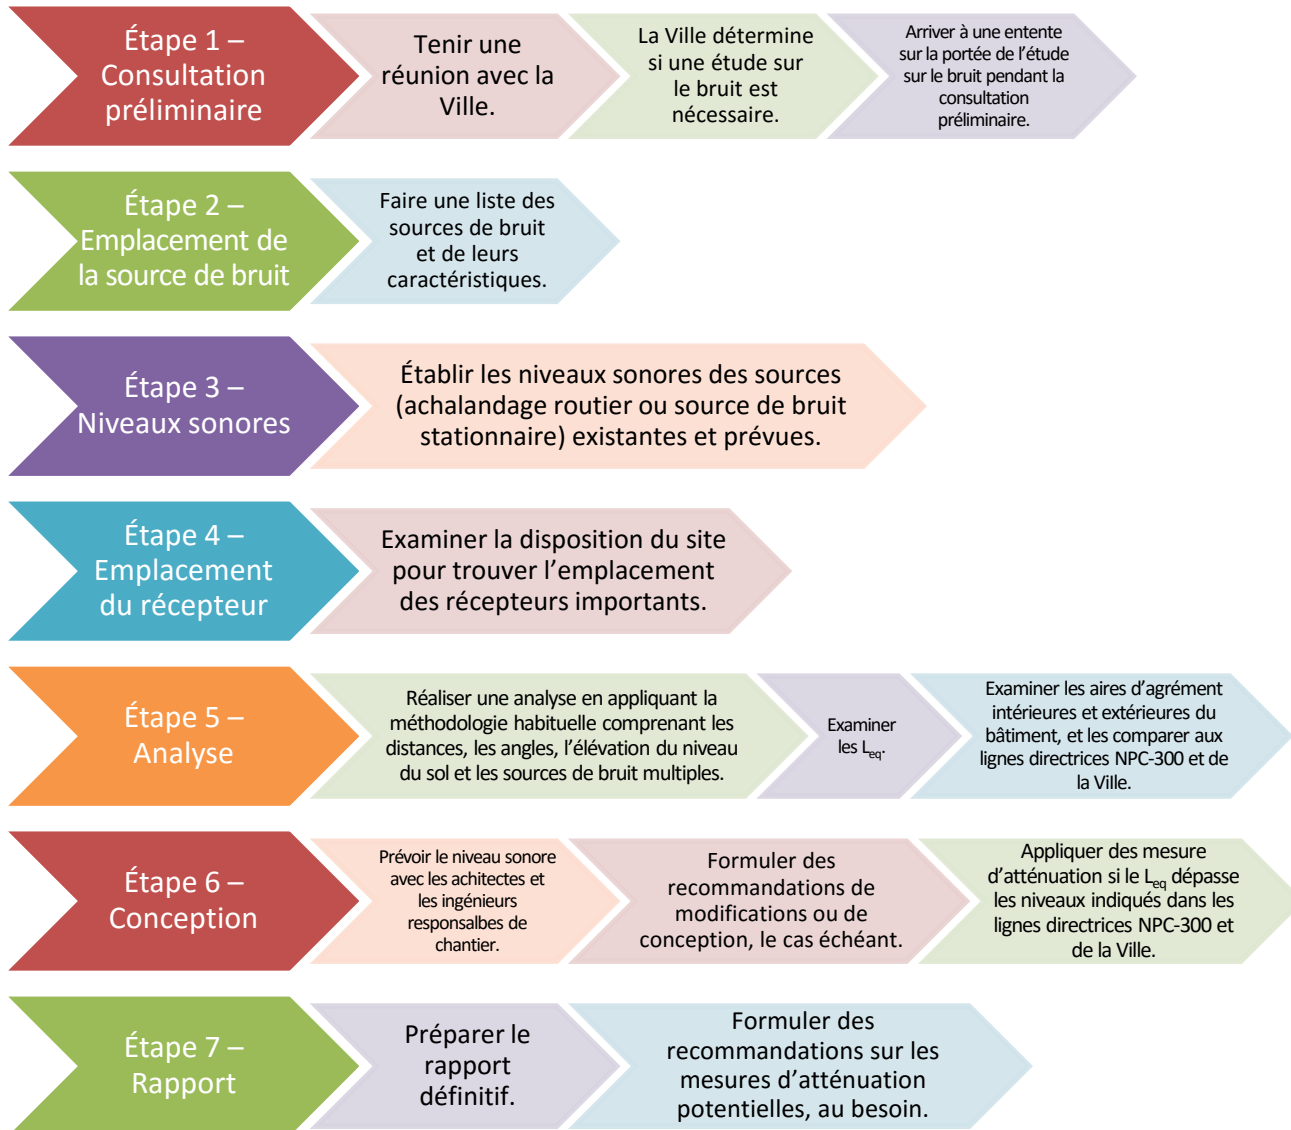 Étape 1 –
Consultation
préliminaire
Tenir une
réunion avec la
Ville.
La Ville détermine
si une étude sur
le bruit est
nécessaire.
Arriver à une entente
sur la portée de l’étude
sur le bruit pendant la
consultation
préliminaire.
Étape 2 –
Emplacement de
la source de bruit
Faire une liste des
sources de bruit
et de leurs
caractéristiques.
Étape 3 –
Niveaux sonores
Établir les niveaux sonores des sources
(achalandage routier ou source de bruit
stationnaire) existantes et prévues.
Étape 4 –
Emplacement
du récepteur
Examiner la disposition du site
pour trouver l’emplacement
des récepteurs importants.
Étape 5 –
Analyse
Réaliser une analyse en appliquant la
méthodologie habituelle comprenant les
distances, les angles, l’élévation du niveau
du sol et les sources de bruit multiples.
Examiner
les Leq.
Examiner les aires d’agrément
intérieures et extérieures du
bâtiment, et les comparer aux
lignes directrices NPC-300 et de
la Ville.
Étape 6 –
Conception
Prévoir le niveau sonore
avec les achitectes et
les ingénieurs
responsalbes de
chantier.
Formuler des
recommandations de
modifications ou de
conception, le cas échéant.
Appliquer des mesure
d’atténuation si le Leq dépasse
les niveaux indiqués dans les
lignes directrices NPC-300 et
de la Ville.
Étape 7 –
Rapport
Préparer le
rapport
définitif.
Formuler des
recommandations sur les
mesures d’atténuation
potentielles, au besoin.